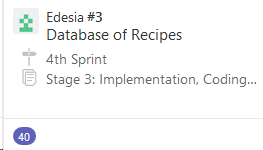 Edesia #3
Database of Recipes
4th Sprint
Stage 3: Implementation, Coding...
40